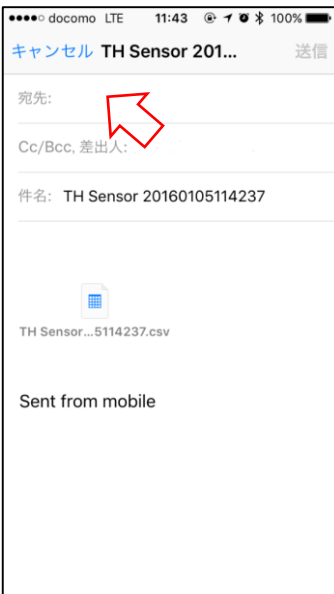 docomo LTE 11:43 100%
キャンセル TH Sensor 201... 送信
宛先:
Cc/Bcc, 差出人:
件名: TH Sensor 20160105114237
TH Sensor...5114237.csv
Sent from mobile